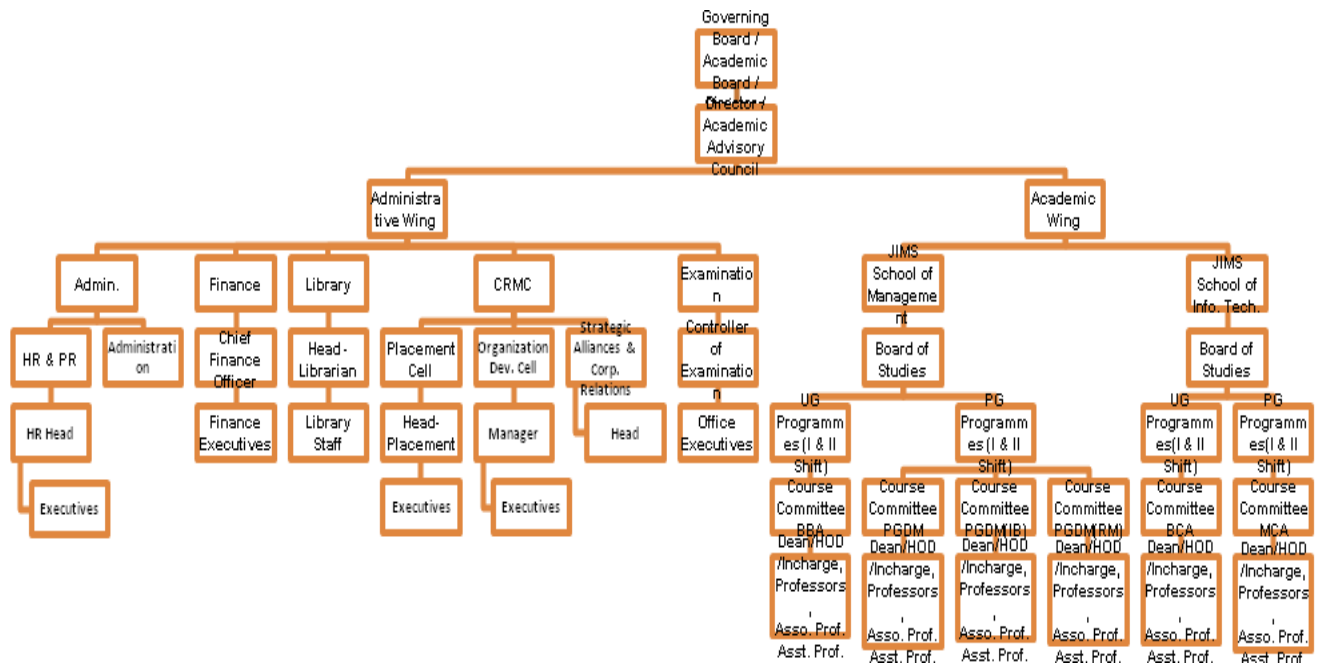 Governing
Board /
Academic
Board /
Director /
Academic
Advisory
Council
Administra
tive Wing
Academic
Wing
Admin.
Finance
Library
CRMC
Examinatio
n
JIMS
School of
Manageme
nt
JIMS
School of
Info. Tech.
HR & PR
Administrati
on
Chief
Finance
Officer
Head -
Librarian
Placement
Cell
Organization
Dev. Cell
Strategic
Alliances &
Corp.
Relations
Controller
of
Examinatio
n
Board of
Studies
Board of
Studies
HR Head
Finance
Executives
Library
Staff
Head-
Placement
Manager
Head
Office
Executives
UG
Programm
es(I & II
Shift)
PG
Programm
es(I & II
Shift)
UG
Programm
es(I & II
Shift)
PG
Programm
es(I & II
Shift)
Executives
Executives
Executives
Course
Committee
BBA
Course
Committee
PGDM
Course
Committee
PGDM(IB)
Course
Committee
PGDM(RM)
Course
Committee
BCA
Course
Committee
MCA
Dean/HOD
/Incharge,
Professors
,
Asso. Prof.
Asst. Prof.
Dean/HOD
/Incharge,
Professors
,
Asso. Prof.
Asst. Prof.
Dean/HOD
/Incharge,
Professors
,
Asso. Prof.
Asst. Prof.
Dean/HOD
/Incharge,
Professors
,
Asso. Prof.
Asst. Prof.
Dean/HOD
/Incharge,
Professors
,
Asso. Prof.
Asst. Prof.
Dean/HOD
/Incharge,
Professors
,
Asso. Prof.
Asst. Prof.